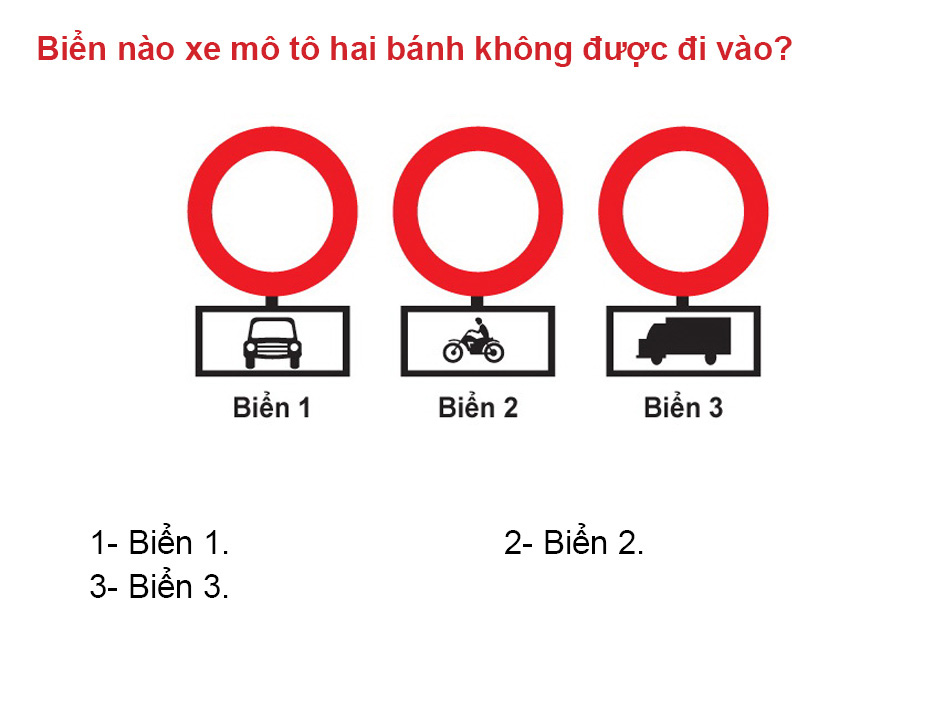 Biển nào xe mô tô hai bánh không được đi vào?
Biển 1 Biển 2 Biển 3
1- Biển 1. 2- Biển 2.
3- Biển 3.